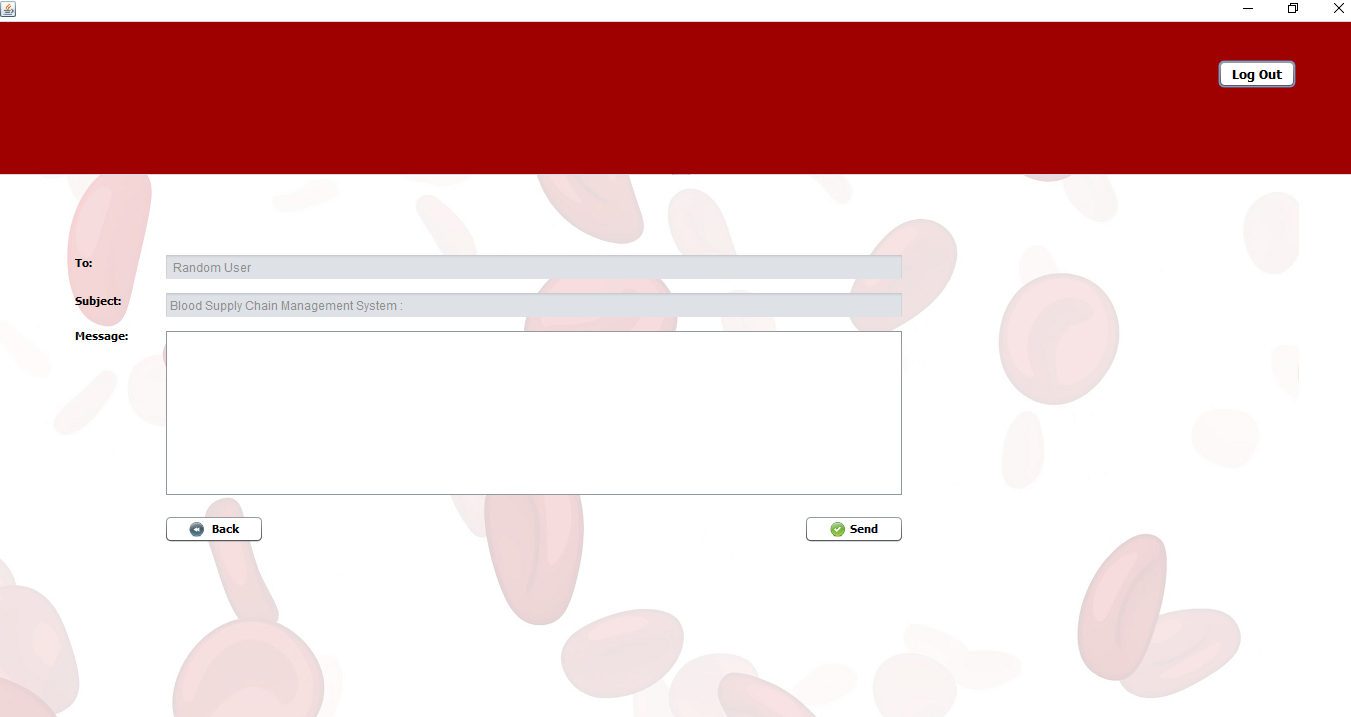 Log Out
To: Random User
Subject: Blood Supply Chain Management System :
Message:
Back
Send